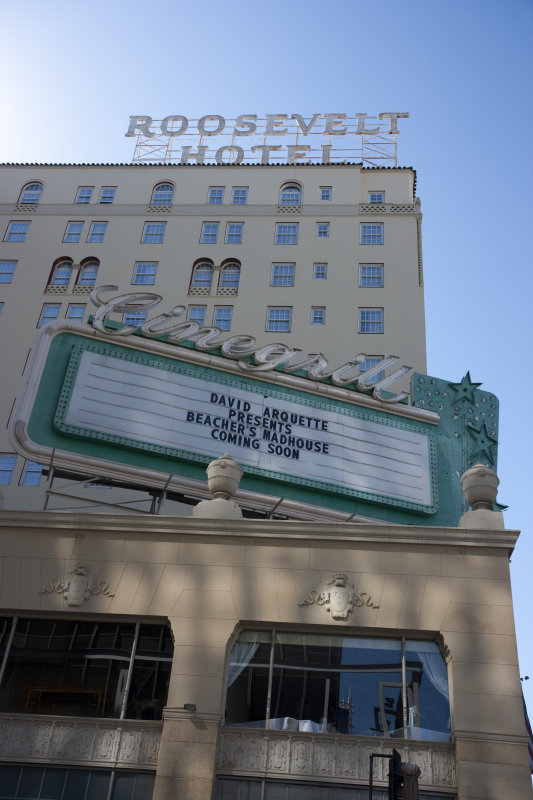 ROOSEVELT
HOTEL
Cinegrill
DAVID ARQUETTE
PRESENTS
BEACHER'S MADHOUSE
COMING SOON